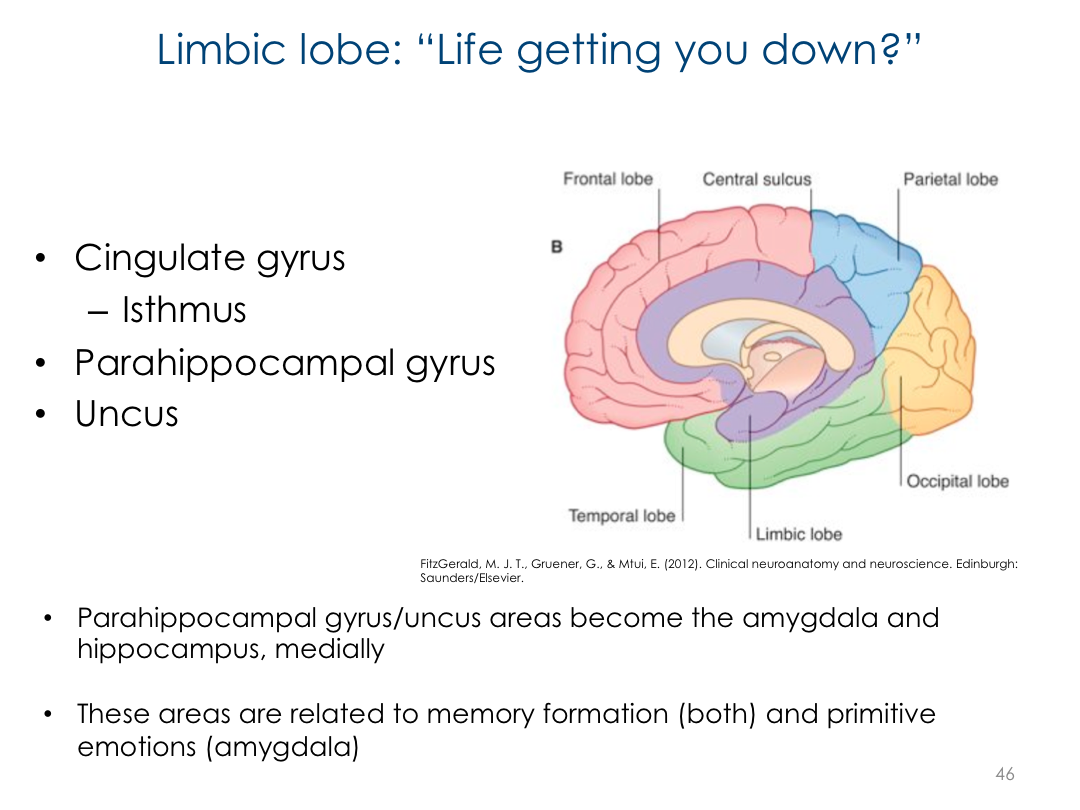 Limbic lobe: “Life getting you down?”
• Cingulate gyrus
– Isthmus
• Parahippocampal gyrus
• Uncus
Frontal lobe
Central sulcus
Parietal lobe
B
Occipital lobe
Temporal lobe
Limbic lobe
FitzGerald, M. J. T., Gruener, G., & Mtui, E. (2012). Clinical neuroanatomy and neuroscience. Edinburgh:
Saunders/Elsevier.
• Parahippocampal gyrus/uncus areas become the amygdala and
hippocampus, medially
• These areas are related to memory formation (both) and primitive
emotions (amygdala)
46